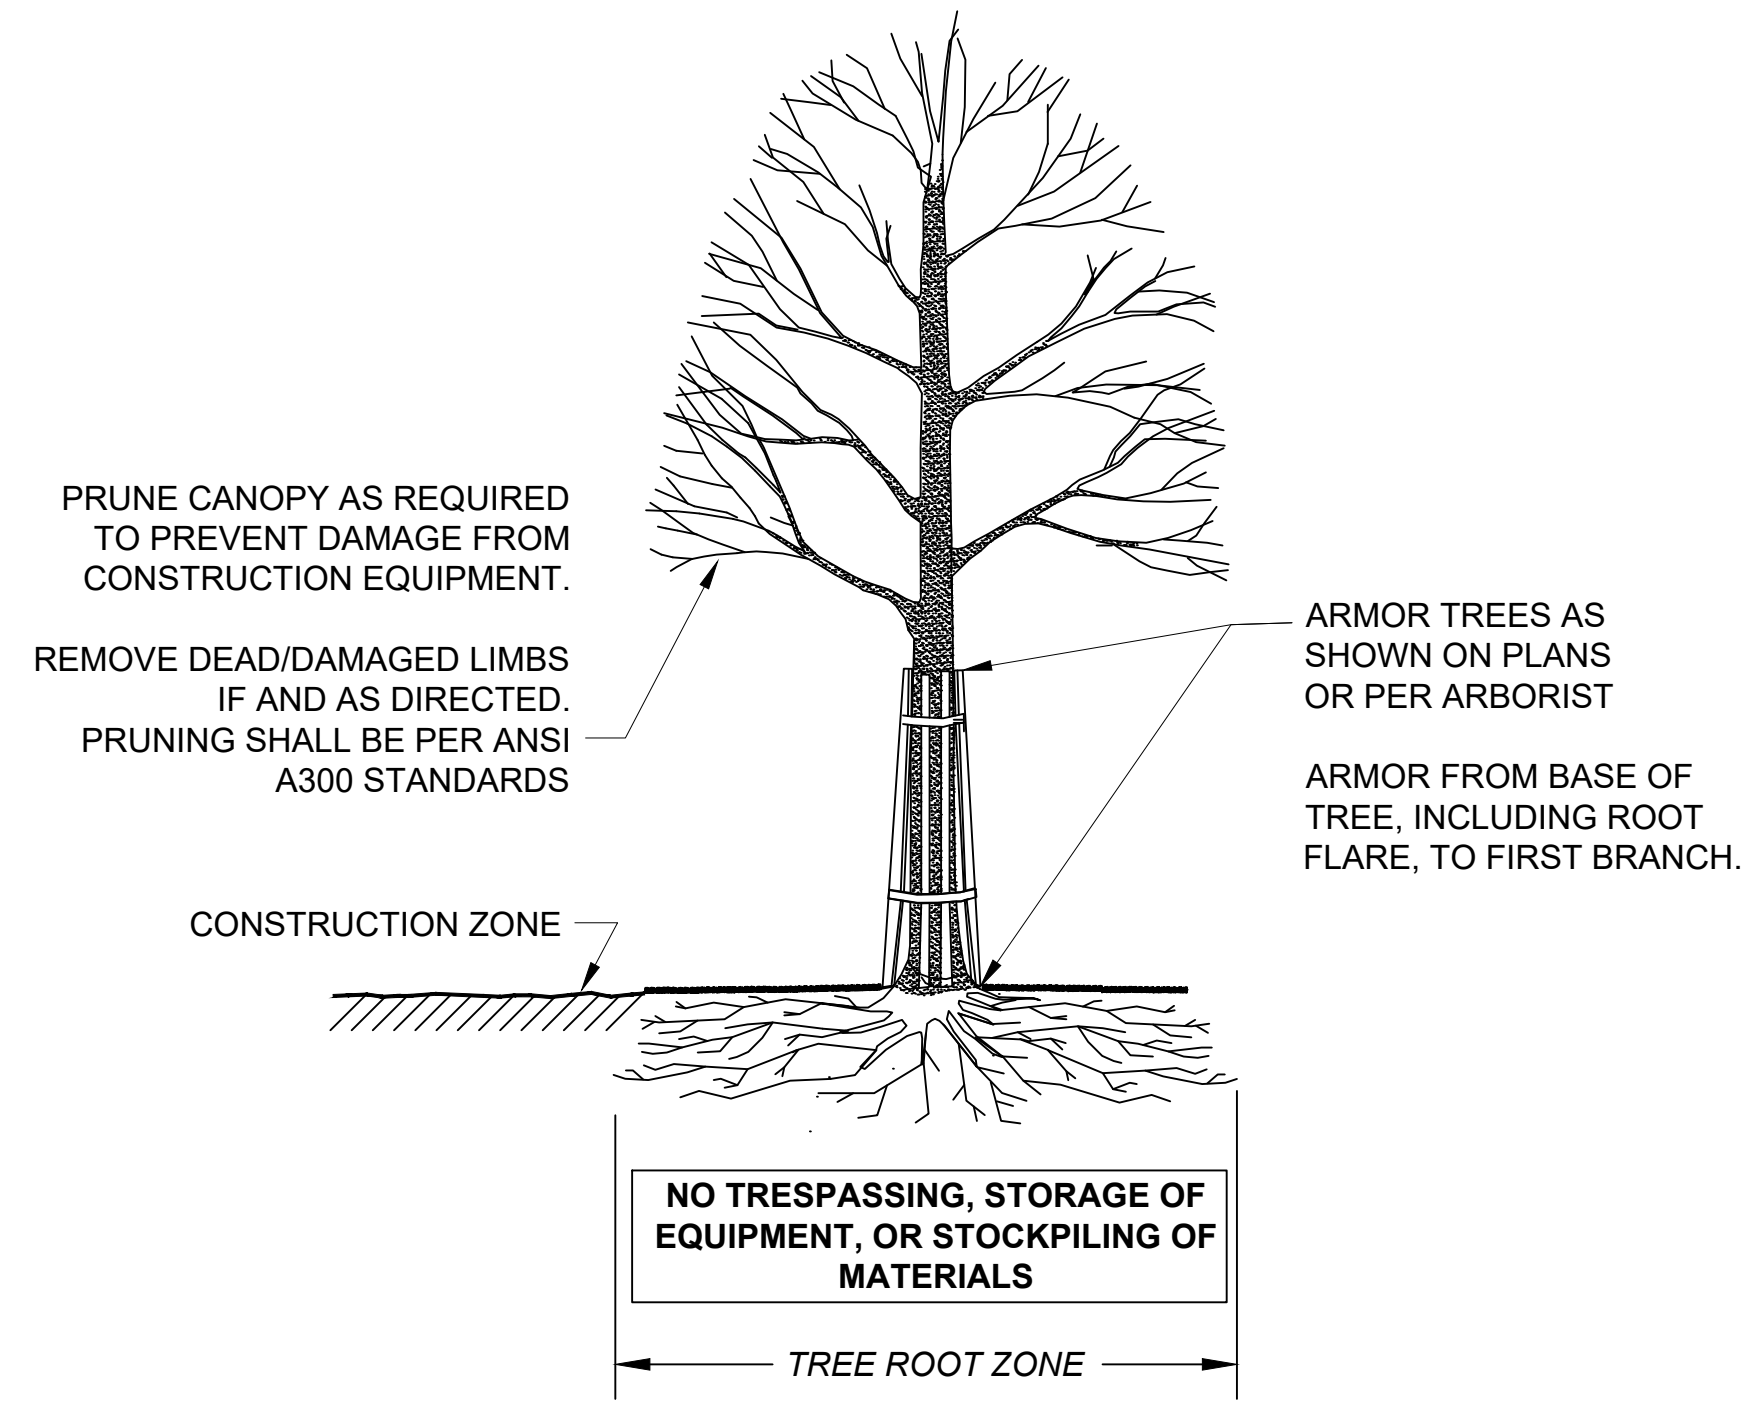 PRUNE CANOPY AS REQUIRED
TO PREVENT DAMAGE FROM
CONSTRUCTION EQUIPMENT.
REMOVE DEAD/DAMAGED LIMBS
IF AND AS DIRECTED.
PRUNING SHALL BE PER ANSI
A300 STANDARDS
ARMOR TREES AS
SHOWN ON PLANS
OR PER ARBORIST
ARMOR FROM BASE OF
TREE, INCLUDING ROOT
FLARE, TO FIRST BRANCH.
CONSTRUCTION ZONE
NO TRESPASSING, STORAGE OF
EQUIPMENT, OR STOCKPILING OF
MATERIALS
TREE ROOT ZONE